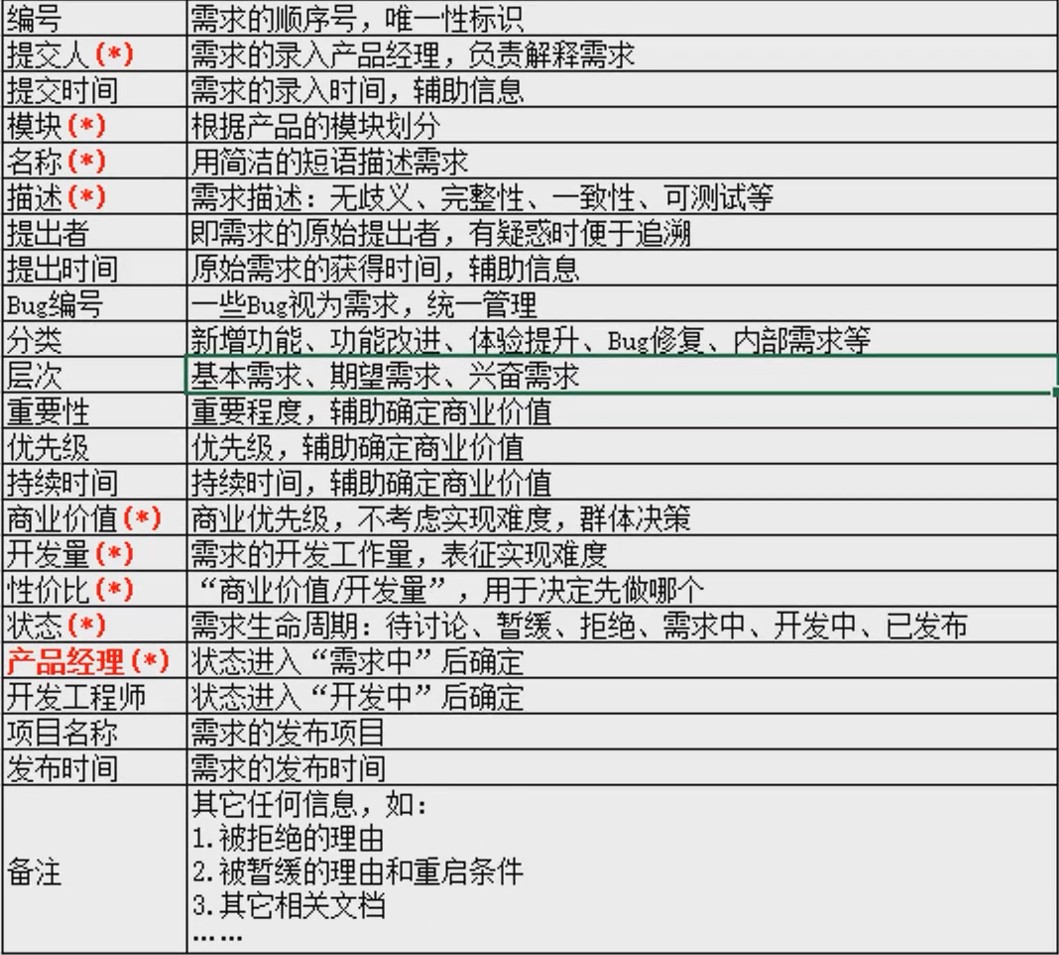 编号 需求的顺序号，唯一性标识
提交人(*) 需求的录入产品经理，负责解释需求
提交时间 需求的录入时间，辅助信息
模块(*) 根据产品的模块划分
名称(*) 用简洁的短语描述需求
描述(*) 需求描述：无歧义、完整性、一致性、可测试等
提出者 即需求的原始提出者，有疑惑时便于追溯
提出时间 原始需求的获得时间，辅助信息
Bug编号 一些Bug视为需求，统一管理
分类 新增功能、功能改进、体验提升、Bug修复、内部需求等
层次 基本需求、期望需求、兴奋需求
重要性 重要程度，辅助确定商业价值
优先级 优先级，辅助确定商业价值
持续时间 持续时间，辅助确定商业价值
商业价值(*) 商业优先级，不考虑实现难度，群体决策
开发量(*) 需求的开发工作量，表征实现难度
性价比(*) “商业价值/开发量”，用于决定先做哪个
状态(*) 需求生命周期：待讨论、暂缓、拒绝、需求中、开发中、已发布
产品经理(*) 状态进入“需求中”后确定
开发工程师 状态进入“开发中”后确定
项目名称 需求的发布项目
发布时间 需求的发布时间
备注 其它任何信息，如：
1.被拒绝的理由
2.被暂缓的理由和重启条件
3.其它相关文档
……